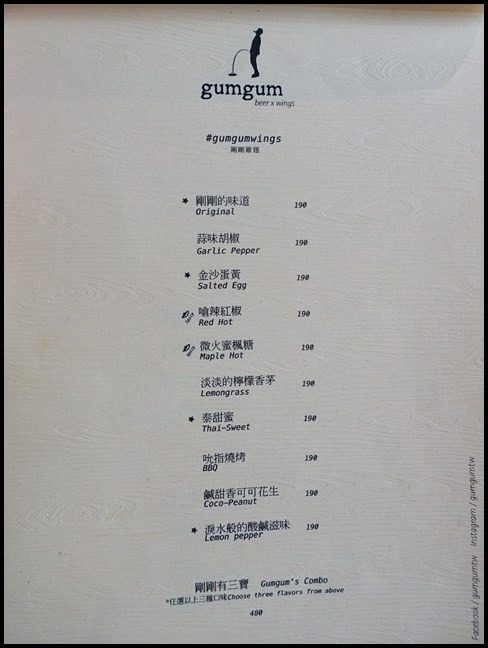 gumgum
beer x wings
#gumgumwings
剛剛雞翅
剛剛的味道 190
Original
蒜味胡椒 190
Garlic Pepper
金沙蛋黃 190
Salted Egg
嗆辣紅椒 190
Red Hot
微火蜜楓糖 190
Maple Hot
淡淡的檸檬香茅 190
Lemongrass
泰甜蜜 190
Thai-Sweet
吮指燒烤 190
BBQ
鹹甜香可可花生 190
Coco-Peanut
淚水般的酸鹹滋味 190
Lemon pepper
剛剛有三寶 Gumgum's Combo
*任選以上三種口味Choose three flavors from above
480
Facebook / gumgumtw Instagram / gumgumtw